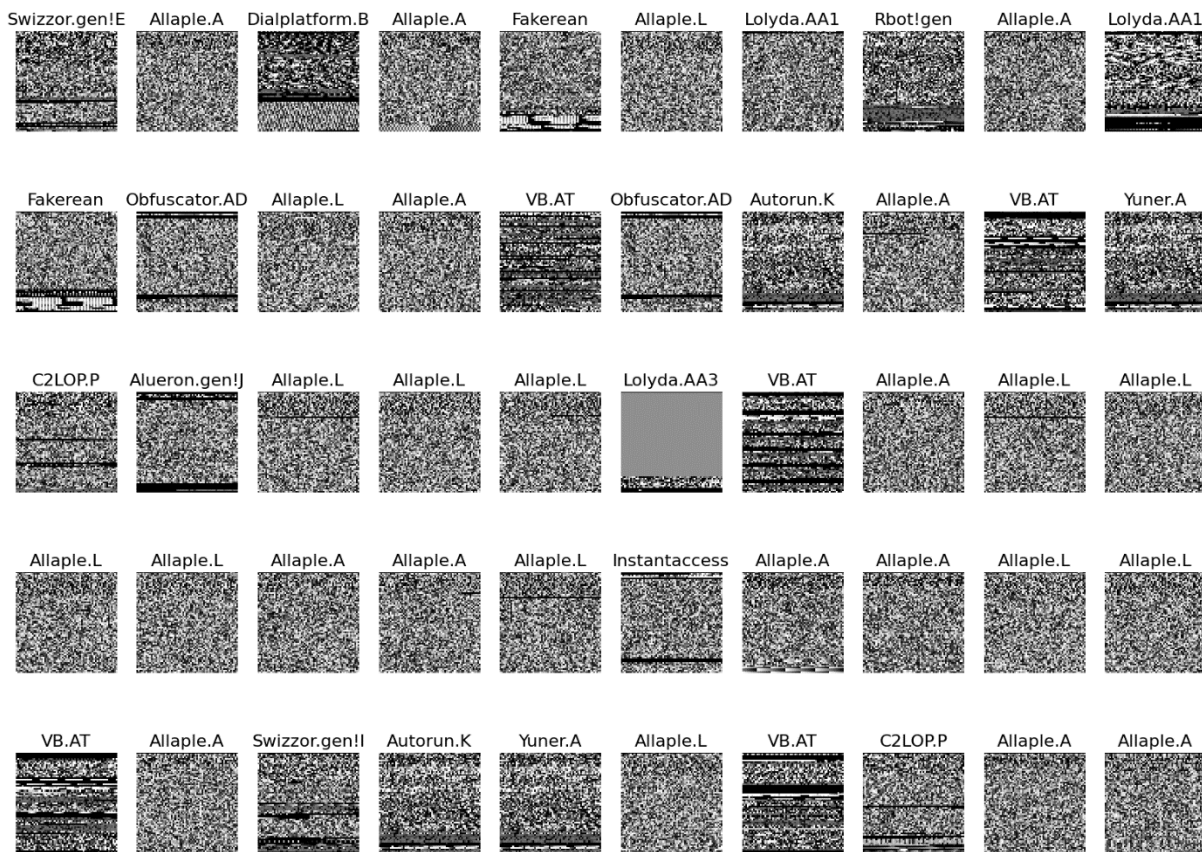 Swizzor.gen!E Allaple.A Dialplatform.B Allaple.A Fakerean Allaple.L Lolyda.AA1 Rbot!gen Allaple.A Lolyda.AA1
Fakerean Obfuscator.AD Allaple.L Allaple.A VB.AT Obfuscator.AD Autorun.K Allaple.A VB.AT Yuner.A
C2LOP.P Alueron.gen!J Allaple.L Allaple.L Allaple.L Lolyda.AA3 VB.AT Allaple.A Allaple.L Allaple.L
Allaple.L Allaple.L Allaple.A Allaple.A Allaple.L Instantaccess Allaple.A Allaple.A Allaple.L Allaple.L
VB.AT Allaple.A Swizzor.gen!I Autorun.K Yuner.A Allaple.L VB.AT C2LOP.P Allaple.A Allaple.A